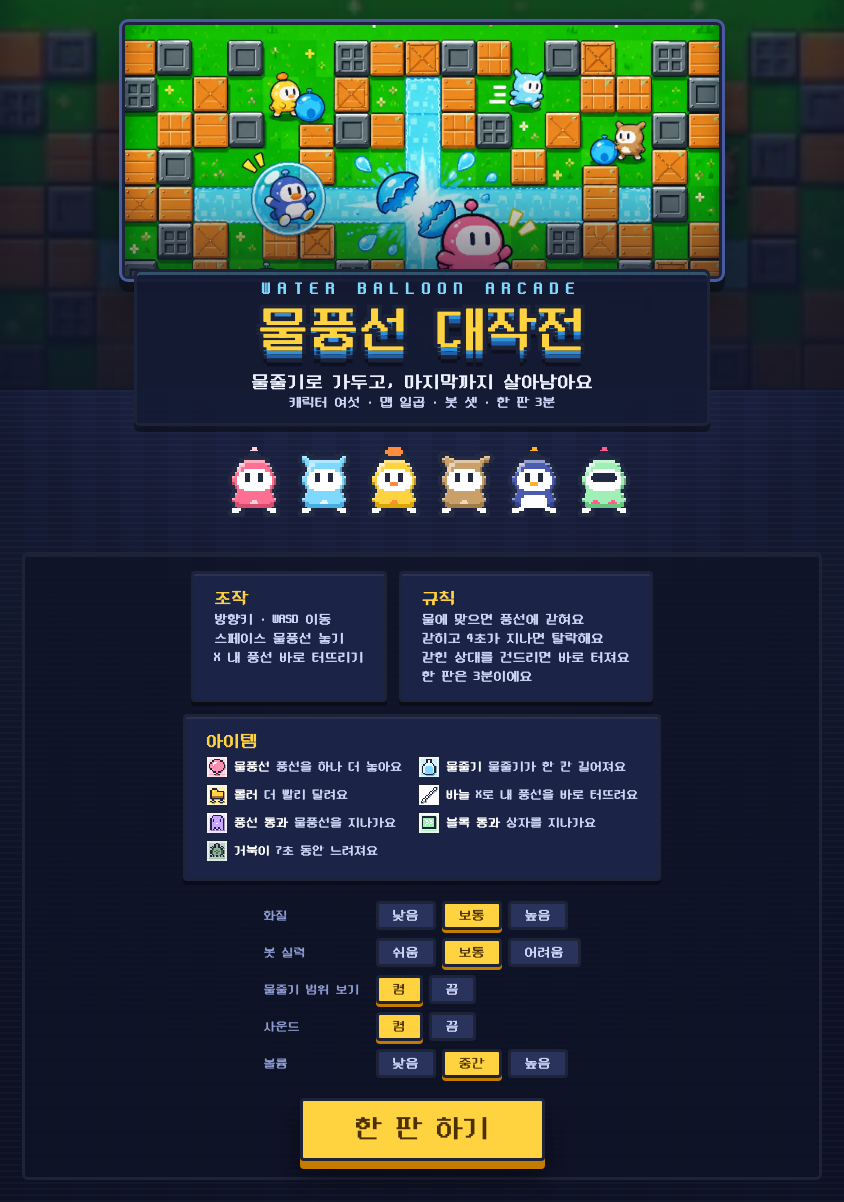 WATER BALLOON ARCADE
물풍선 대작전
물줄기로 가두고, 마지막까지 살아남아요
캐릭터 여섯 · 맵 일곱 · 봇 셋 · 한 판 3분
조작
방향키 · WASD 이동
스페이스 물풍선 놓기
X 내 풍선 바로 터뜨리기
규칙
물에 맞으면 풍선에 갇혀요
갇히고 4초가 지나면 탈락해요
갇힌 상대를 건드리면 바로 터져요
한 판은 3분이에요
아이템
물풍선 풍선을 하나 더 놓아요
물줄기 물줄기가 한 칸 길어져요
롤러 더 빨리 달려요
바늘 X로 내 풍선을 바로 터뜨려요
풍선 통과 물풍선을 지나가요
블록 통과 상자를 지나가요
거북이 7초 동안 느려져요
화질 낮음 보통 높음
봇 실력 쉬움 보통 어려움
물줄기 범위 보기 켬 끔
사운드 켬 끔
볼륨 낮음 중간 높음
한 판 하기